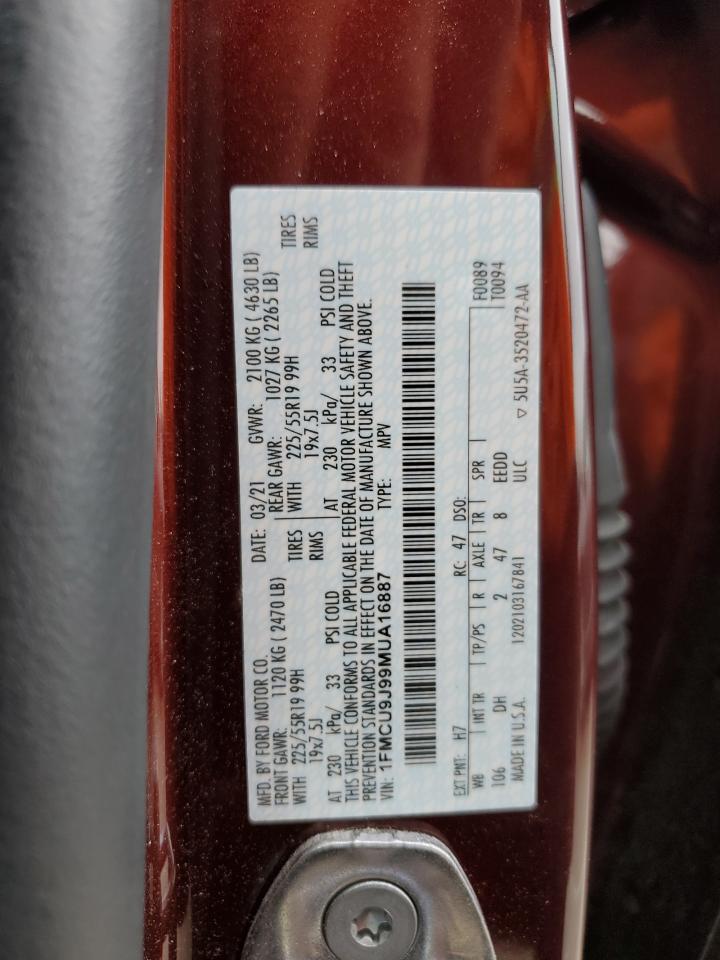 MFD. BY FORD MOTOR CO.
DATE: 03/21 GVWR: 2100 KG ( 4630 LB)
FRONT GAWR: 1120 KG ( 2470 LB) REAR GAWR: 1027 KG ( 2265 LB)
WITH 225/55R19 99H TIRES WITH 225/55R19 99H TIRES
19x7.5J RIMS 19x7.5J RIMS
AT 230 kPa/ 33 PSI COLD AT 230 kPa/ 33 PSI COLD
THIS VEHICLE CONFORMS TO ALL APPLICABLE FEDERAL MOTOR VEHICLE SAFETY AND THEFT
PREVENTION STANDARDS IN EFFECT ON THE DATE OF MANUFACTURE SHOWN ABOVE.
VIN: 1FMCU9J99MUA16887 TYPE: MPV
EXT PNT: H7 RC: 47 DSO: F0089
WB INT TR TP/PS R AXLE TR SPR T0094
106 DH 2 47 8 EEDD
MADE IN U.S.A. 1202103167841 ULC ▽ 5U5A-3520472-AA